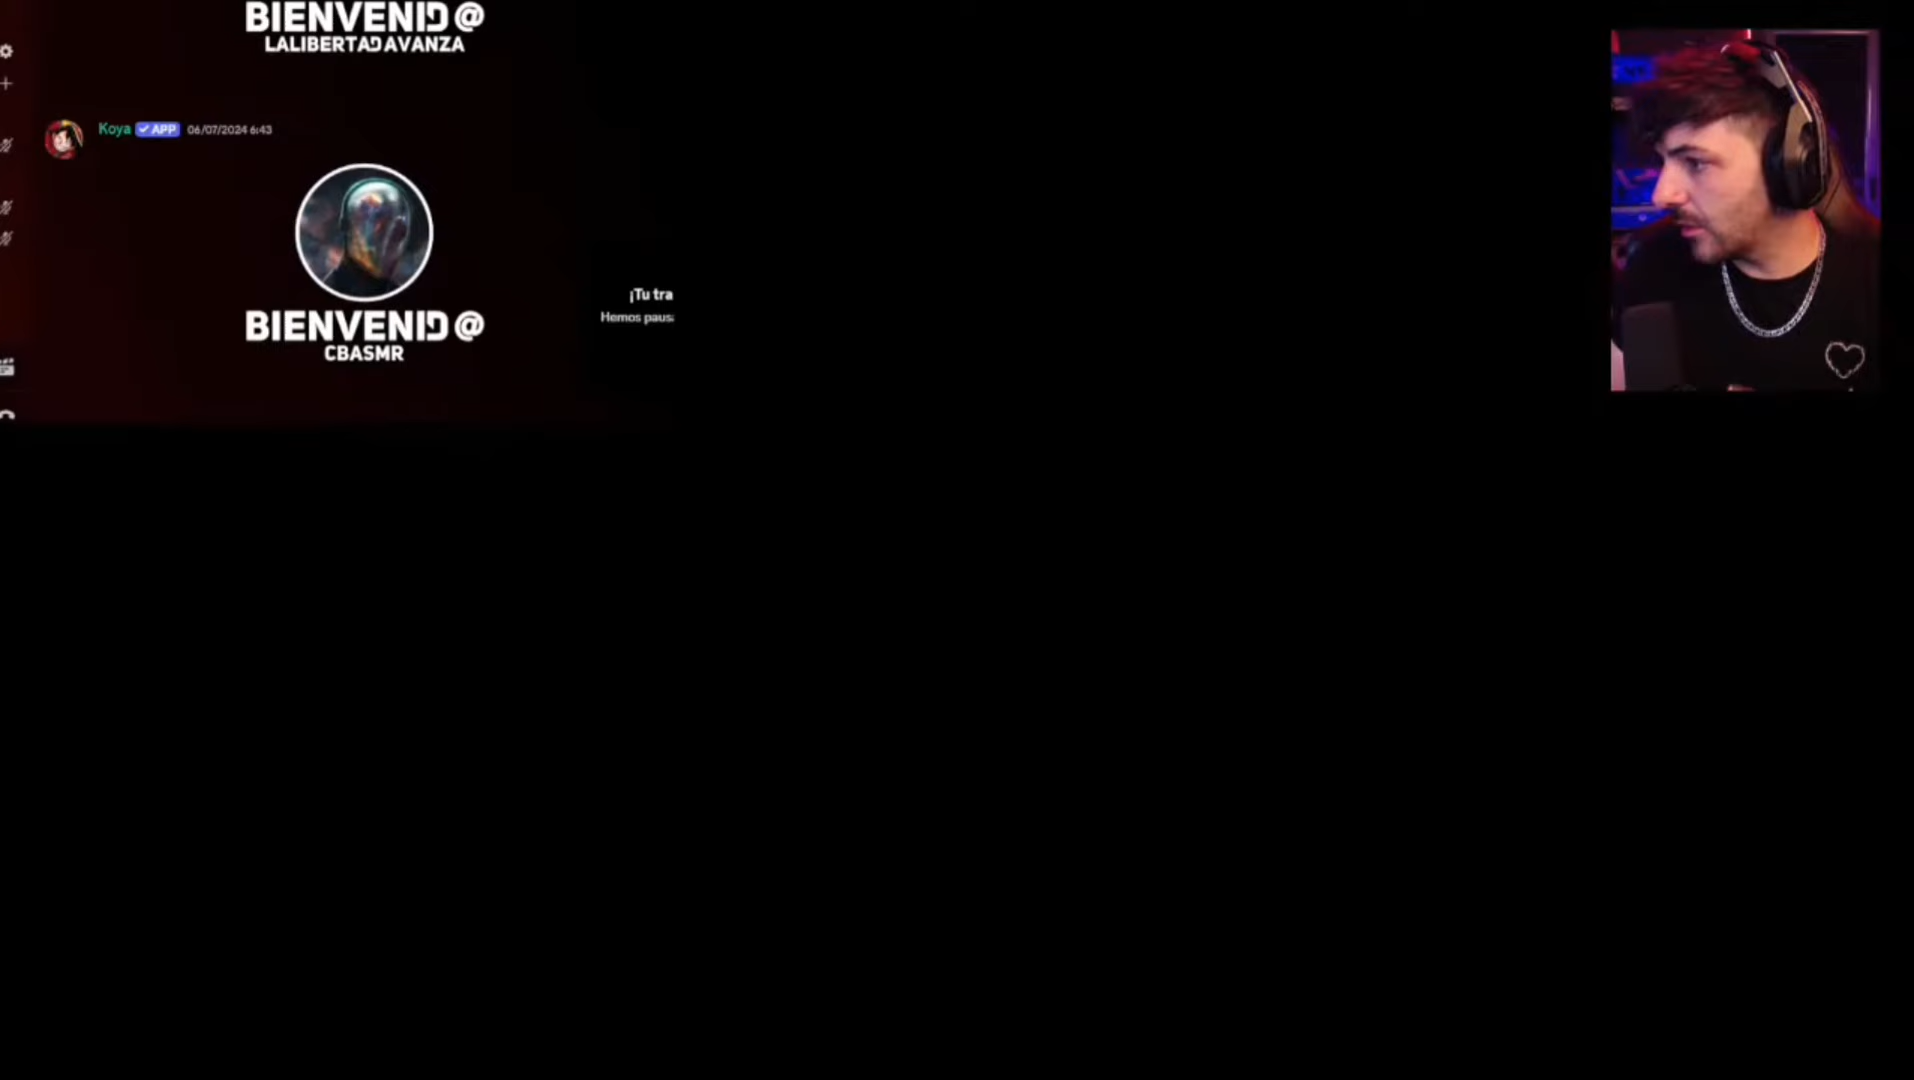 BIENVENID@
LALIBERTADAVANZA
Koya APP 06/07/2024 6:43
BIENVENID@
CBASMR
¡Tu tra
Hemos paus